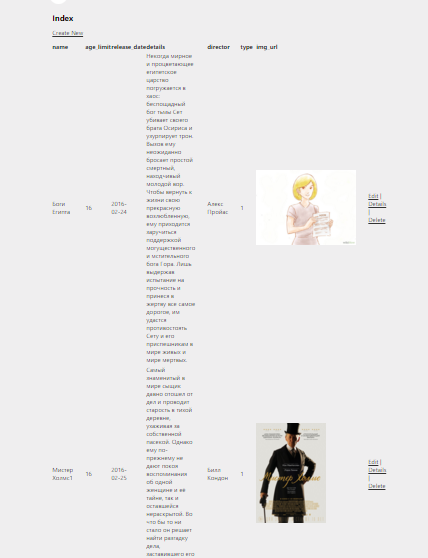 Index
Create New
name age_limit release_date details director type img_url
Некогда мирное
и процветающее
египетское
царство
погружается в
хаос:
беспощадный
бог тьмы Сет
убивает своего
брата Осириса и
узурпирует трон.
Вызов ему
неожиданно
бросает простой
смертный,
находчивый
молодой вор.
Чтобы вернуть к
жизни свою
прекрасную
возлюбленную,
ему приходится
заручиться
поддержкой
могущественного
и мстительного
бога Гора. Лишь
выдержав
испытание на
прочность и
принеся в
жертву все самое
дорогое, им
удастся
противостоять
Сету и его
приспешникам в
мире живых и
мире мертвых.
Боги
Египта
16
2016-
02-24
Алекс
Пройас
1
Edit |
Details
|
Delete
Самый
знаменитый в
мире сыщик
давно отошел от
дел и проводит
старость в тихой
деревне,
ухаживая за
собственной
пасекой. Однако
ему по-
прежнему не
дают покоя
воспоминания
об одной
женщине и её
тайне, так и
оставшейся
нераскрытой. Во
что бы то ни
стало он решает
найти разгадку
дела,
заставившего его
Мистер
Холмс1
16
2016-
02-25
Билл
Кондон
1
Мистер Холмс
Edit |
Details
|
Delete